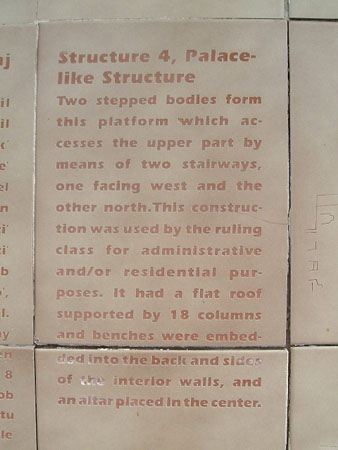 Structure 4, Palace-
like Structure
Two stepped bodies form
this platform which ac-
cesses the upper part by
means of two stairways,
one facing west and the
other north.This construc-
tion was used by the ruling
class for administrative
and/or residential pur-
poses. It had a flat roof
supported by 18 columns
and benches were embed-
ded into the back and sides
of the interior walls, and
an altar placed in the center.